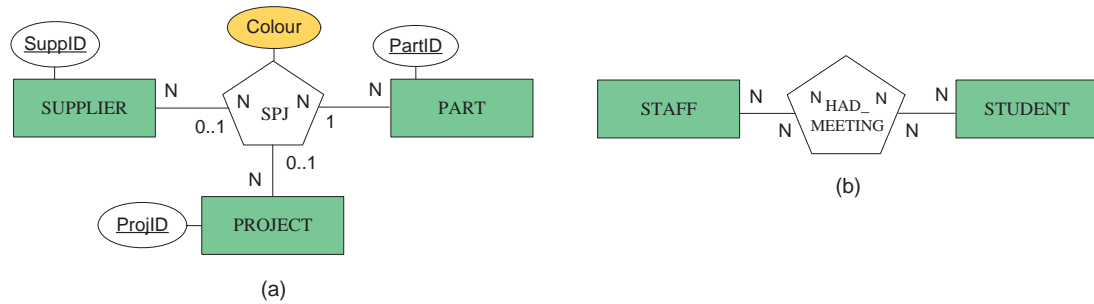 Colour
SuppID
PartID
SUPPLIER
N
0..1
N
N
SPJ
1
N
PART
0..1
N
ProjID
PROJECT
(a)
STAFF
N
N
N
N
HAD_
MEETING
N
N
STUDENT
(b)